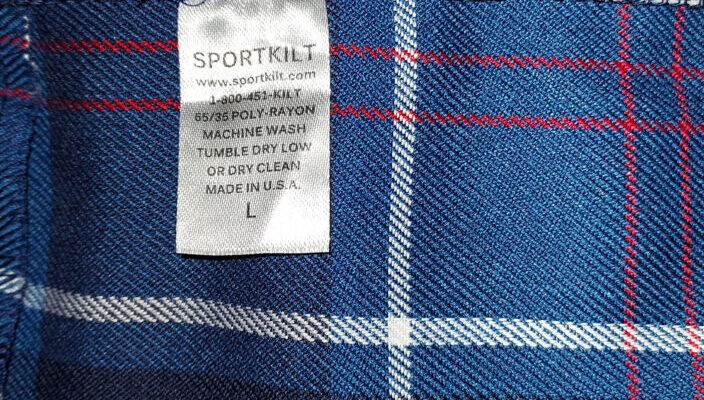 SPORTKILT
www.sportkilt.com
1-800-451-KILT
65/35 POLY-RAYON
MACHINE WASH
TUMBLE DRY LOW
OR DRY CLEAN
MADE IN U.S.A.
L